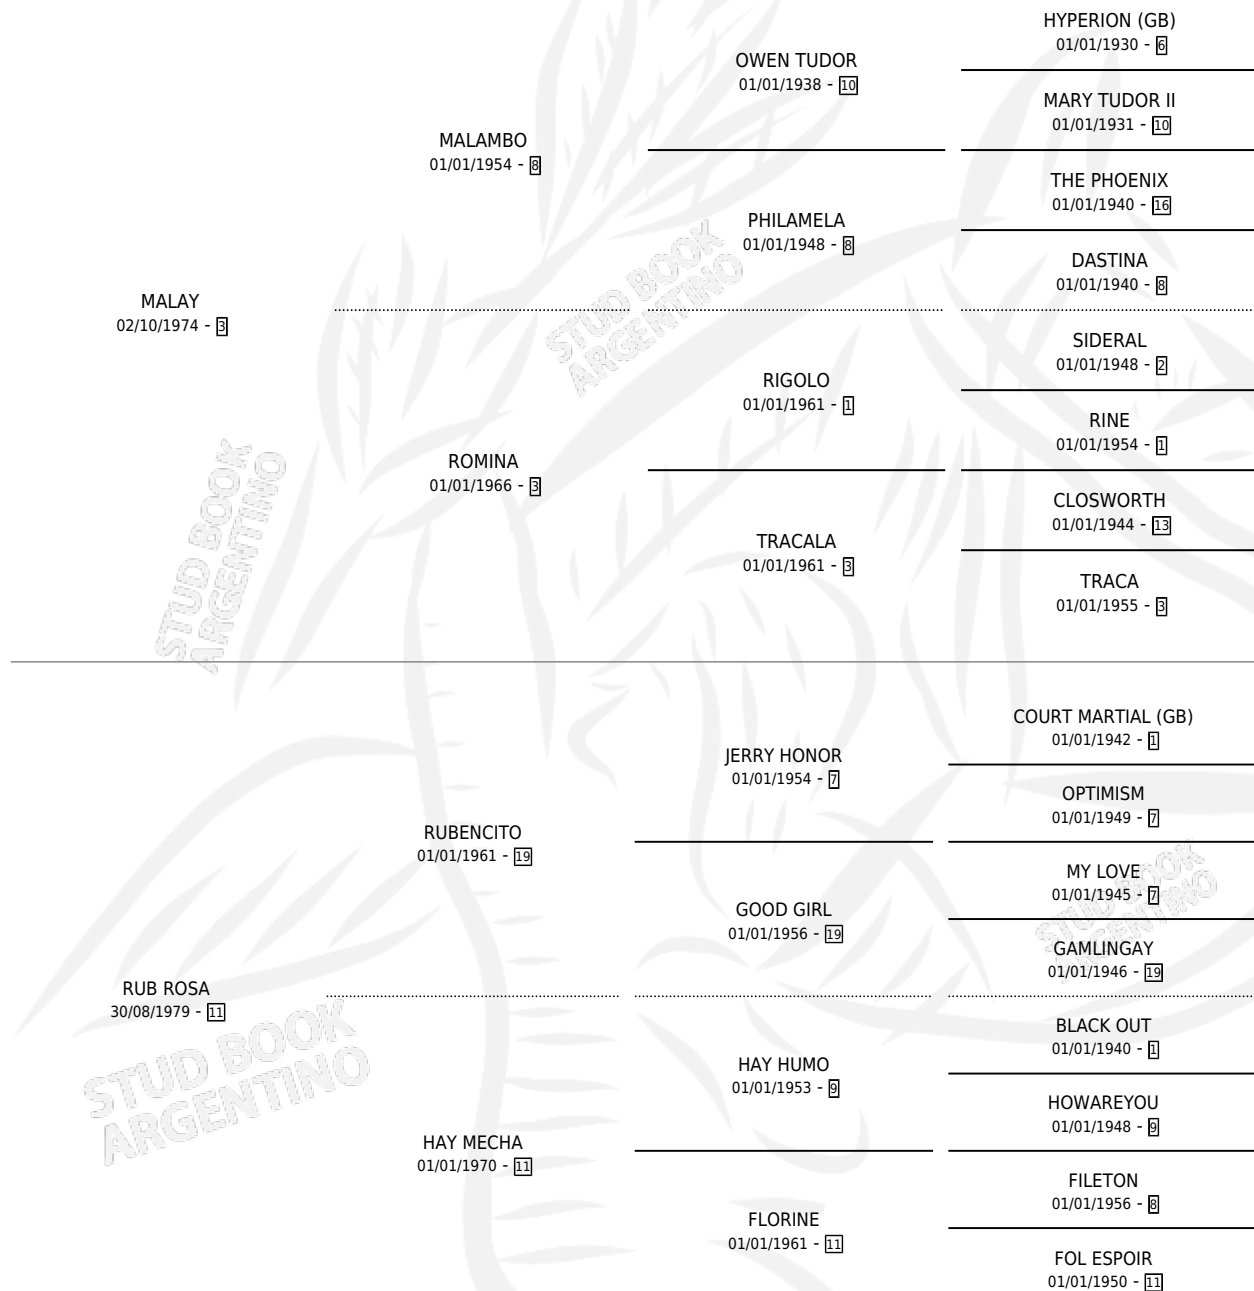 HYPERION (GB)
01/01/1930 - 6
OWEN TUDOR
01/01/1938 - 10
MARY TUDOR II
01/01/1931 - 10
MALAMBO
01/01/1954 - 8
THE PHOENIX
01/01/1940 - 16
PHILAMELA
01/01/1948 - 8
DASTINA
01/01/1940 - 8
MALAY
02/10/1974 - 3
STUD BOOK
ARGENTINO
SIDERAL
01/01/1948 - 2
RIGOLO
01/01/1961 - 1
RINE
01/01/1954 - 1
ROMINA
01/01/1966 - 3
CLOSWORTH
01/01/1944 - 13
TRACALA
01/01/1961 - 3
TRACA
01/01/1955 - 3
STUD BOOK
ARGENTINO
COURT MARTIAL (GB)
01/01/1942 - 1
JERRY HONOR
01/01/1954 - 7
OPTIMISM
01/01/1949 - 7
RUBENCITO
01/01/1961 - 19
MY LOVE
01/01/1945 - 7
GOOD GIRL
01/01/1956 - 19
STUD BOOK
ARGENTINO
GAMLINGAY
01/01/1946 - 19
RUB ROSA
30/08/1979 - 11
BLACK OUT
01/01/1940 - 1
HAY HUMO
01/01/1953 - 9
HOWAREYOU
01/01/1948 - 9
STUD BOOK
ARGENTINO
HAY MECHA
01/01/1970 - 11
FILETON
01/01/1956 - 8
FLORINE
01/01/1961 - 11
FOL ESPOIR
01/01/1950 - 11